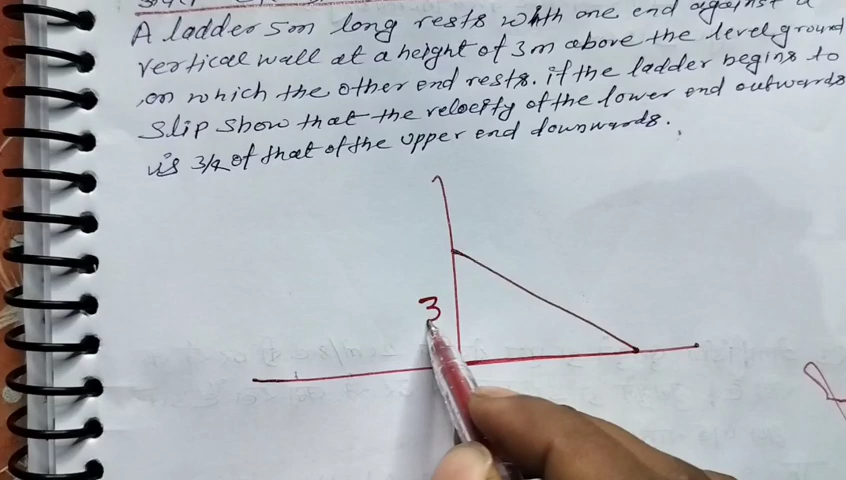 A ladder 5m long rests with one end against a
vertical wall at a height of 3m above the level ground
,on which the other end rests. if the ladder begins to
slip show that the velocity of the lower end outwards
is 3/4 of that of the upper end downwards.
3